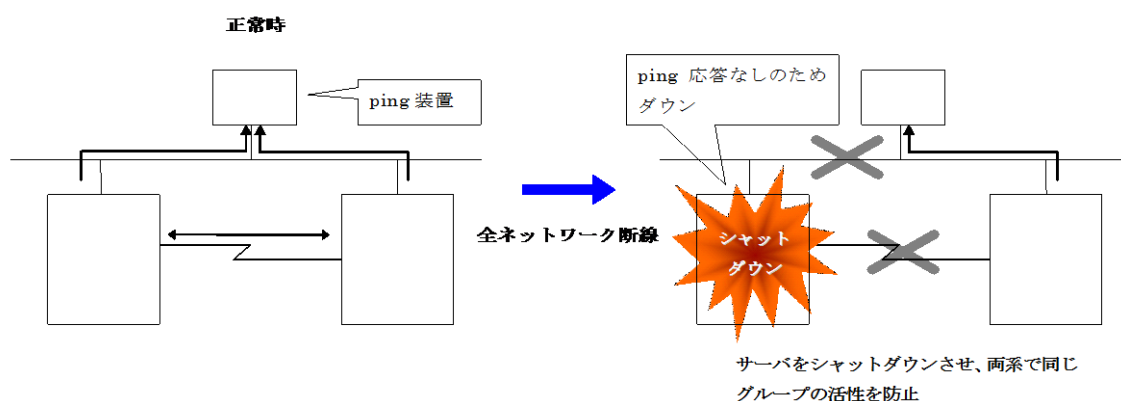 正常時
ping 装置
ping 応答なしのため
ダウン
全ネットワーク断線
シャット
ダウン
サーバをシャットダウンさせ、両系で同じ
グループの活性を防止